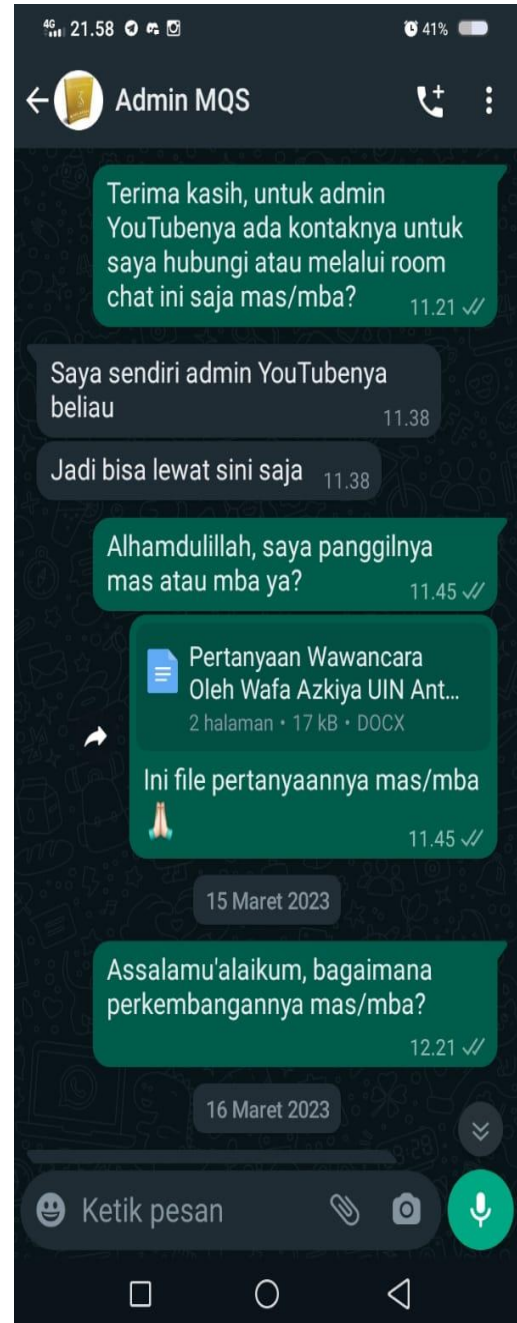 4G 21.58 41%
Admin MQS
Terima kasih, untuk admin
YouTubenya ada kontaknya untuk
saya hubungi atau melalui room
chat ini saja mas/mba?
11.21
Saya sendiri admin YouTubenya
beliau
11.38
Jadi bisa lewat sini saja 11.38
Alhamdulillah, saya panggilnya
mas atau mba ya?
11.45
Pertanyaan Wawancara
Oleh Wafa Azkiya UIN Ant...
2 halaman • 17 kB • DOCX
Ini file pertanyaannya mas/mba
🙏🏻
11.45
15 Maret 2023
Assalamu'alaikum, bagaimana
perkembangannya mas/mba?
12.21
16 Maret 2023
Ketik pesan